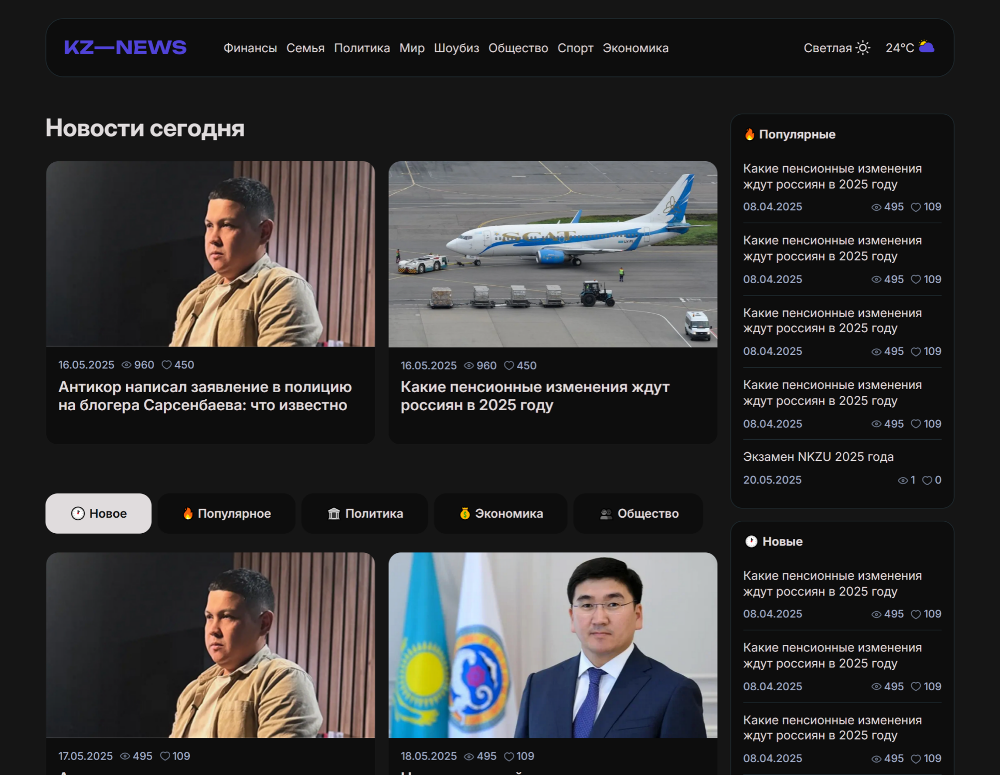 KZ—NEWS
Финансы Семья Политика Мир Шоубиз Общество Спорт Экономика
Светлая 24°C
Новости сегодня
SCAT
LY-FI
16.05.2025 960 450
Антикор написал заявление в полицию
на блогера Сарсенбаева: что известно
16.05.2025 960 450
Какие пенсионные изменения ждут
россиян в 2025 году
Новое
Популярное
Политика
Экономика
Общество
17.05.2025 495 109
18.05.2025 495 109
Популярные
Какие пенсионные изменения
ждут россиян в 2025 году
08.04.2025 495 109
Какие пенсионные изменения
ждут россиян в 2025 году
08.04.2025 495 109
Какие пенсионные изменения
ждут россиян в 2025 году
08.04.2025 495 109
Какие пенсионные изменения
ждут россиян в 2025 году
08.04.2025 495 109
Экзамен NKZU 2025 года
20.05.2025 1 0
Новые
Какие пенсионные изменения
ждут россиян в 2025 году
08.04.2025 495 109
Какие пенсионные изменения
ждут россиян в 2025 году
08.04.2025 495 109
Какие пенсионные изменения
ждут россиян в 2025 году
08.04.2025 495 109